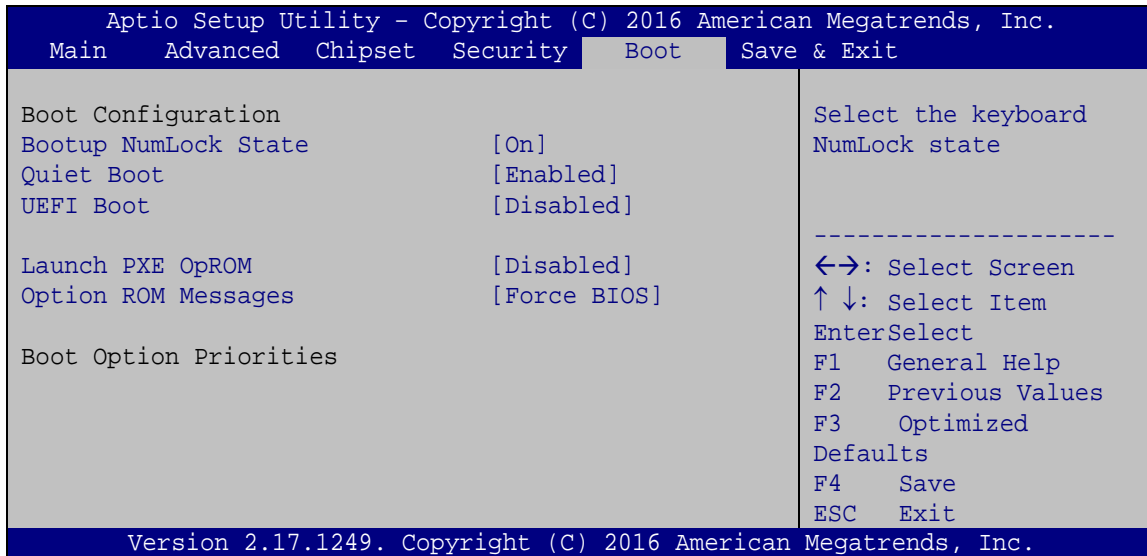 Aptio Setup Utility – Copyright (C) 2016 American Megatrends, Inc.
Main Advanced Chipset Security Boot Save & Exit
Boot Configuration
Bootup NumLock State [On]
Quiet Boot [Enabled]
UEFI Boot [Disabled]
Launch PXE OpROM [Disabled]
Option ROM Messages [Force BIOS]
Boot Option Priorities
Select the keyboard
NumLock state
---------------------
←→: Select Screen
↑ ↓: Select Item
EnterSelect
F1 General Help
F2 Previous Values
F3 Optimized
Defaults
F4 Save
ESC Exit
Version 2.17.1249. Copyright (C) 2016 American Megatrends, Inc.